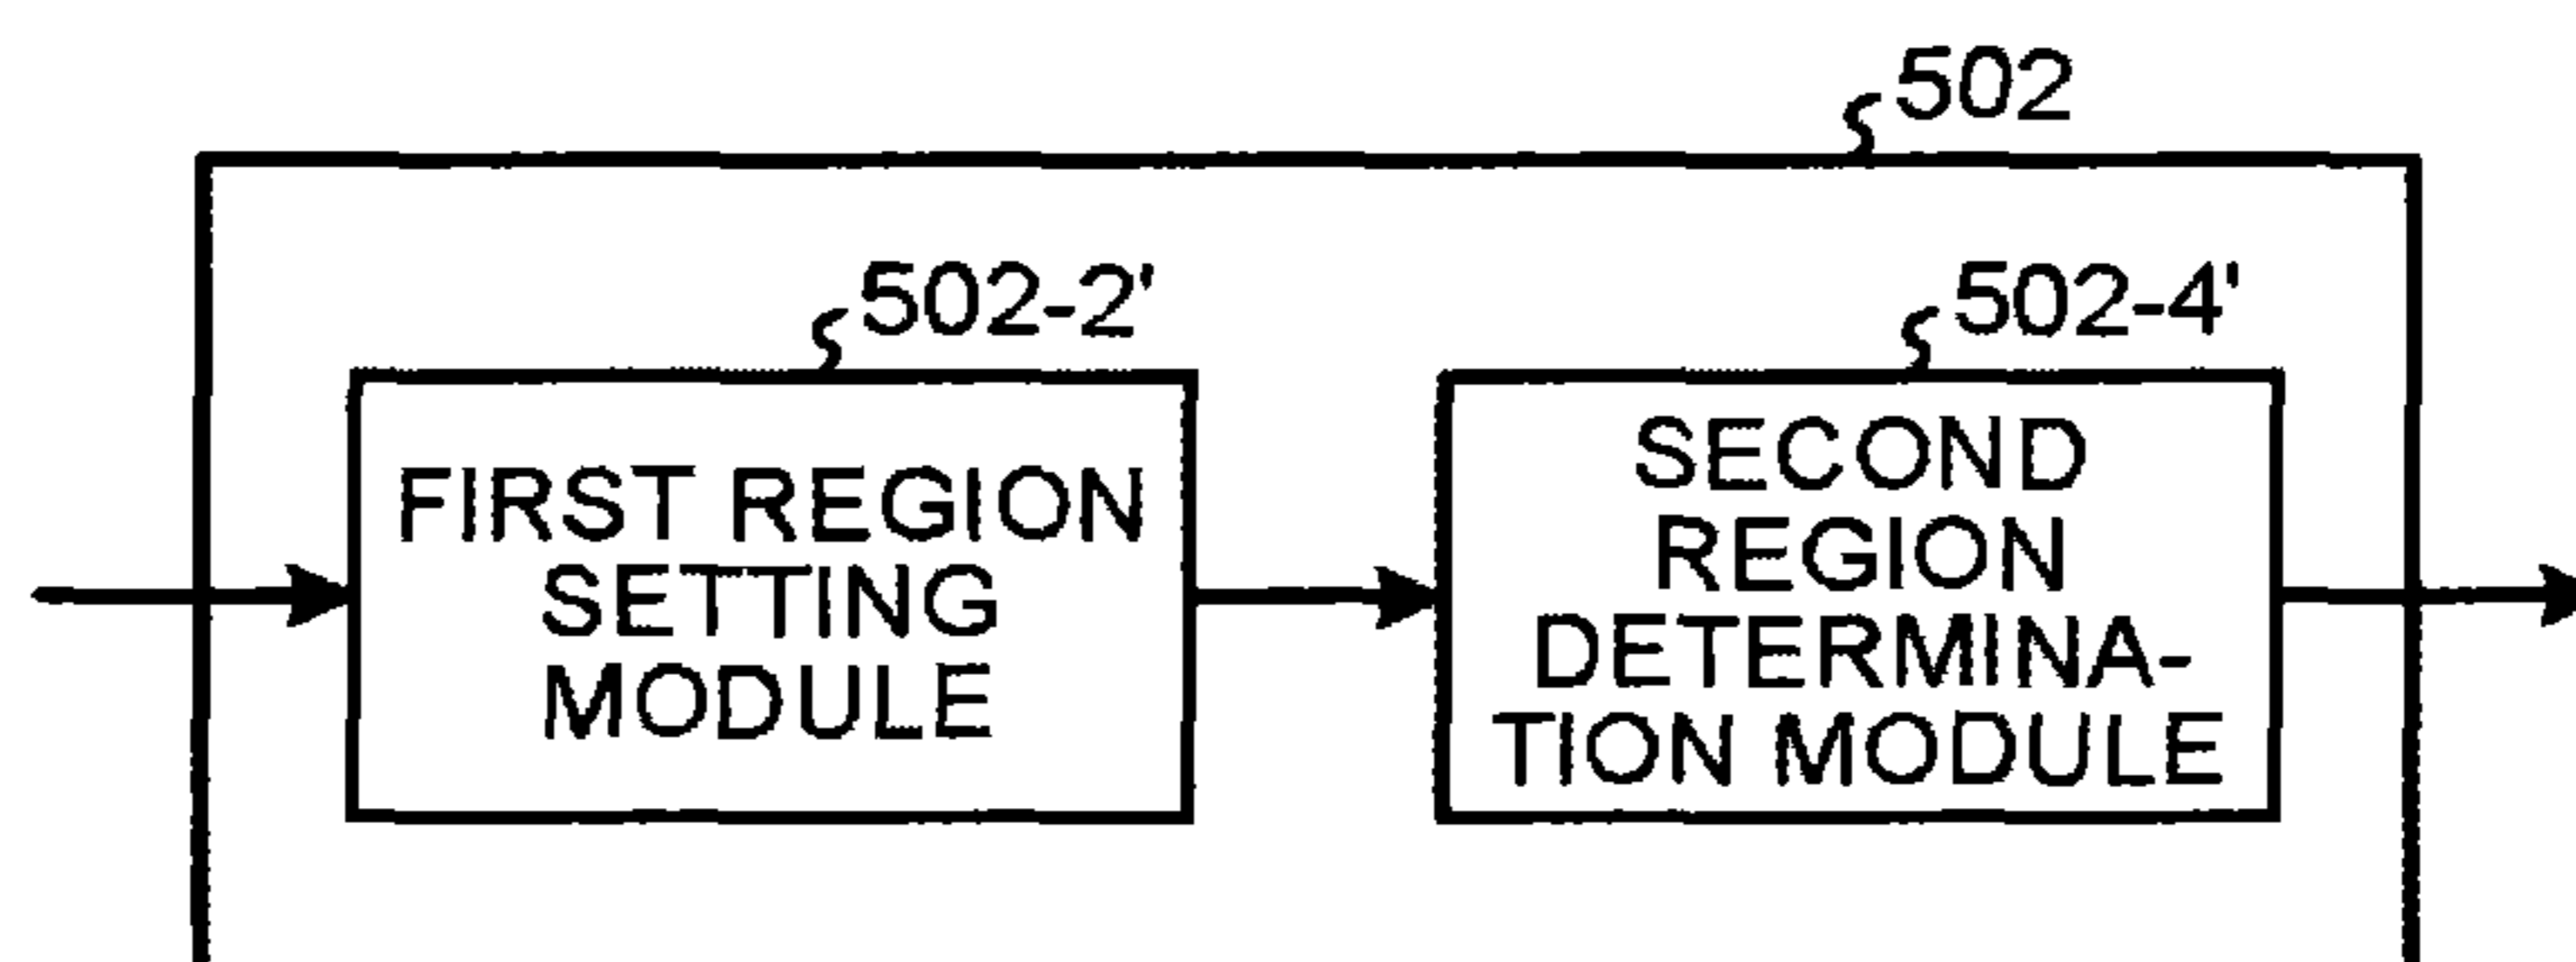 502
502-2'
502-4'
FIRST REGION
SETTING
MODULE
SECOND
REGION
DETERMINA-
TION MODULE